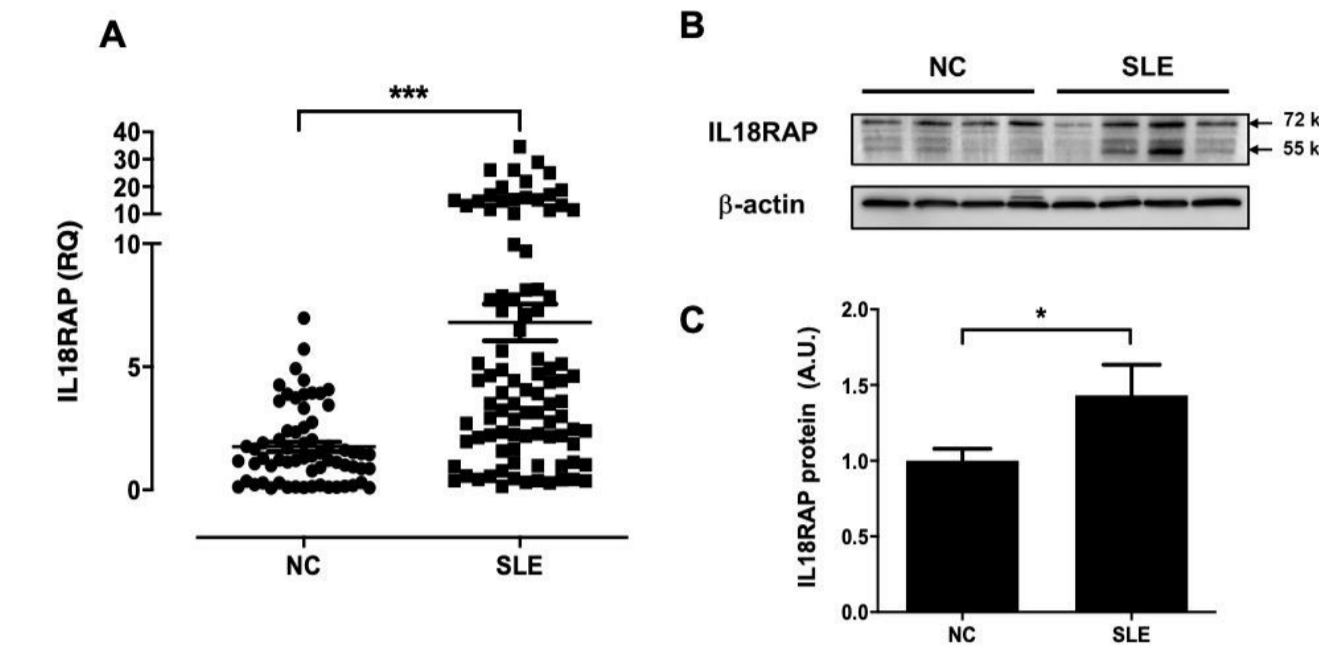 A
***
40
30
20
10
10
5
0
IL18RAP (RQ)
NC SLE
B
NC SLE
IL18RAP
72 k
55 k
β-actin
C
*
2.0
1.5
1.0
0.5
0.0
IL18RAP protein (A.U.)
NC SLE